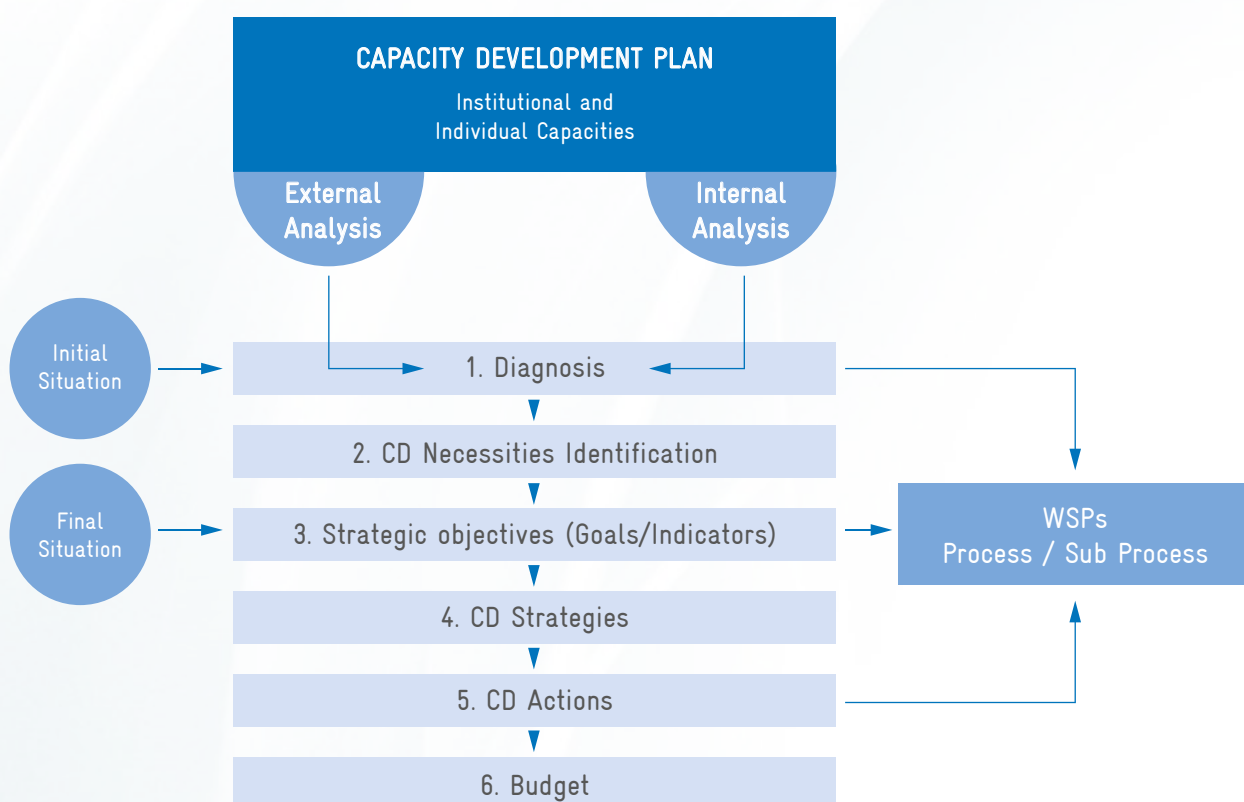 CAPACITY DEVELOPMENT PLAN
Institutional and
Individual Capacities
External
Analysis
Internal
Analysis
Initial
Situation
1. Diagnosis
2. CD Necessities Identification
Final
Situation
3. Strategic objectives (Goals/Indicators)
WSPs
Process / Sub Process
4. CD Strategies
5. CD Actions
6. Budget